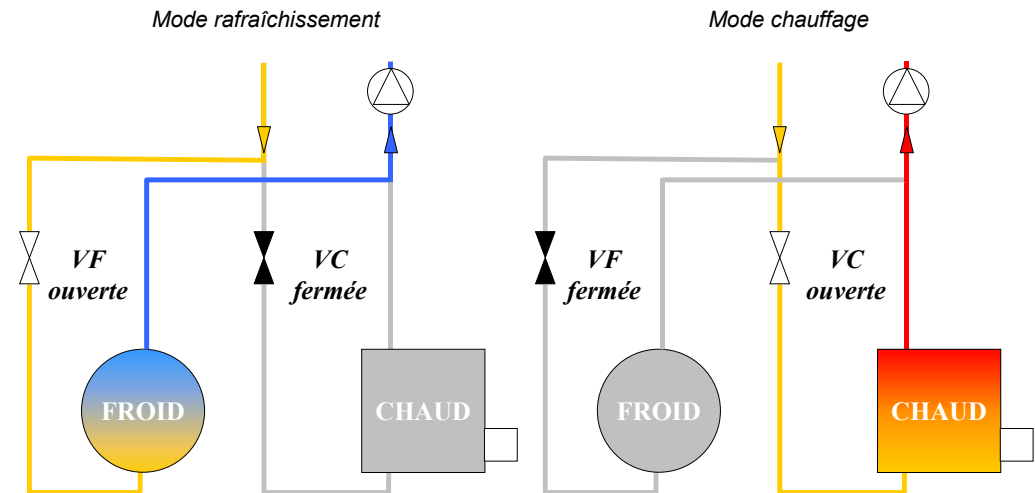 Mode rafraîchissement
VF
ouverte
VC
fermée
FROID
CHAUD
Mode chauffage
VF
fermée
VC
ouverte
FROID
CHAUD